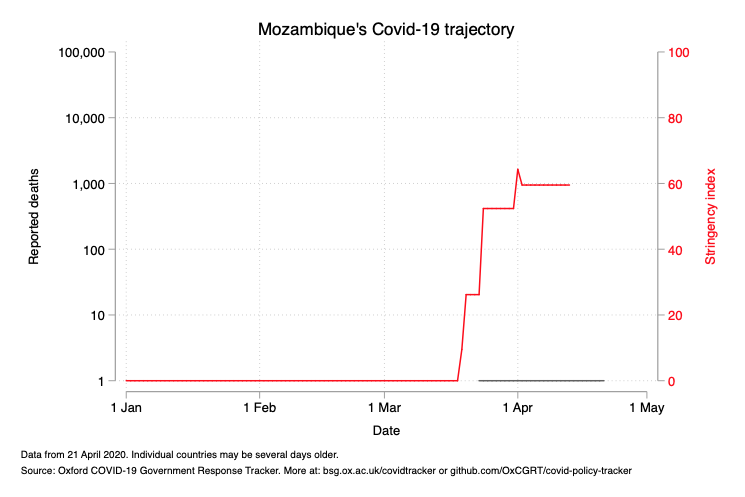 Mozambique's Covid-19 trajectory
100,000
10,000
1,000
100
10
1
Reported deaths
100
80
60
40
20
0
Stringency index
1 Jan
1 Feb
1 Mar
1 Apr
1 May
Date
Data from 21 April 2020. Individual countries may be several days older.
Source: Oxford COVID-19 Government Response Tracker. More at: bsg.ox.ac.uk/covidtracker or github.com/OxCGRT/covid-policy-tracker